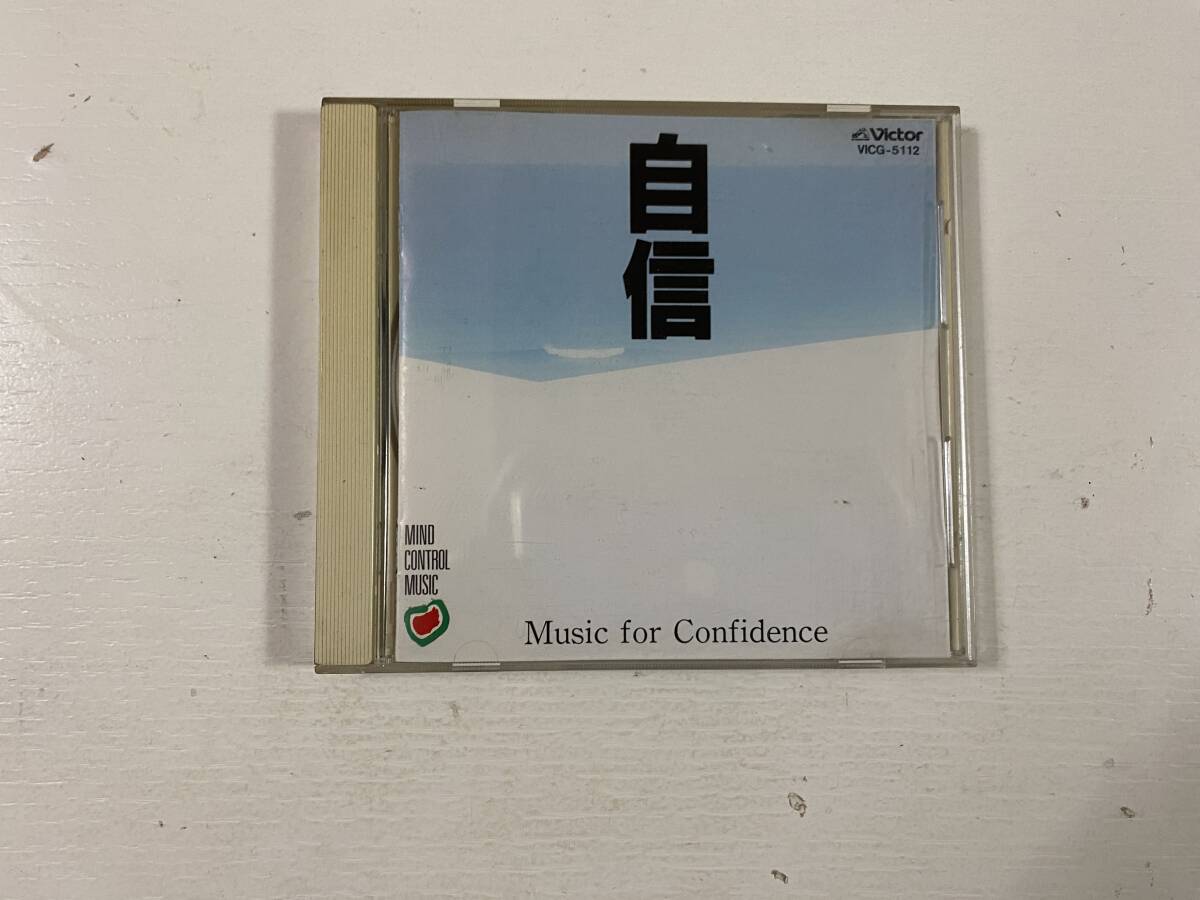 Victor
VICG-5112
自信
MIND
CONTROL
MUSIC
Music for Confidence